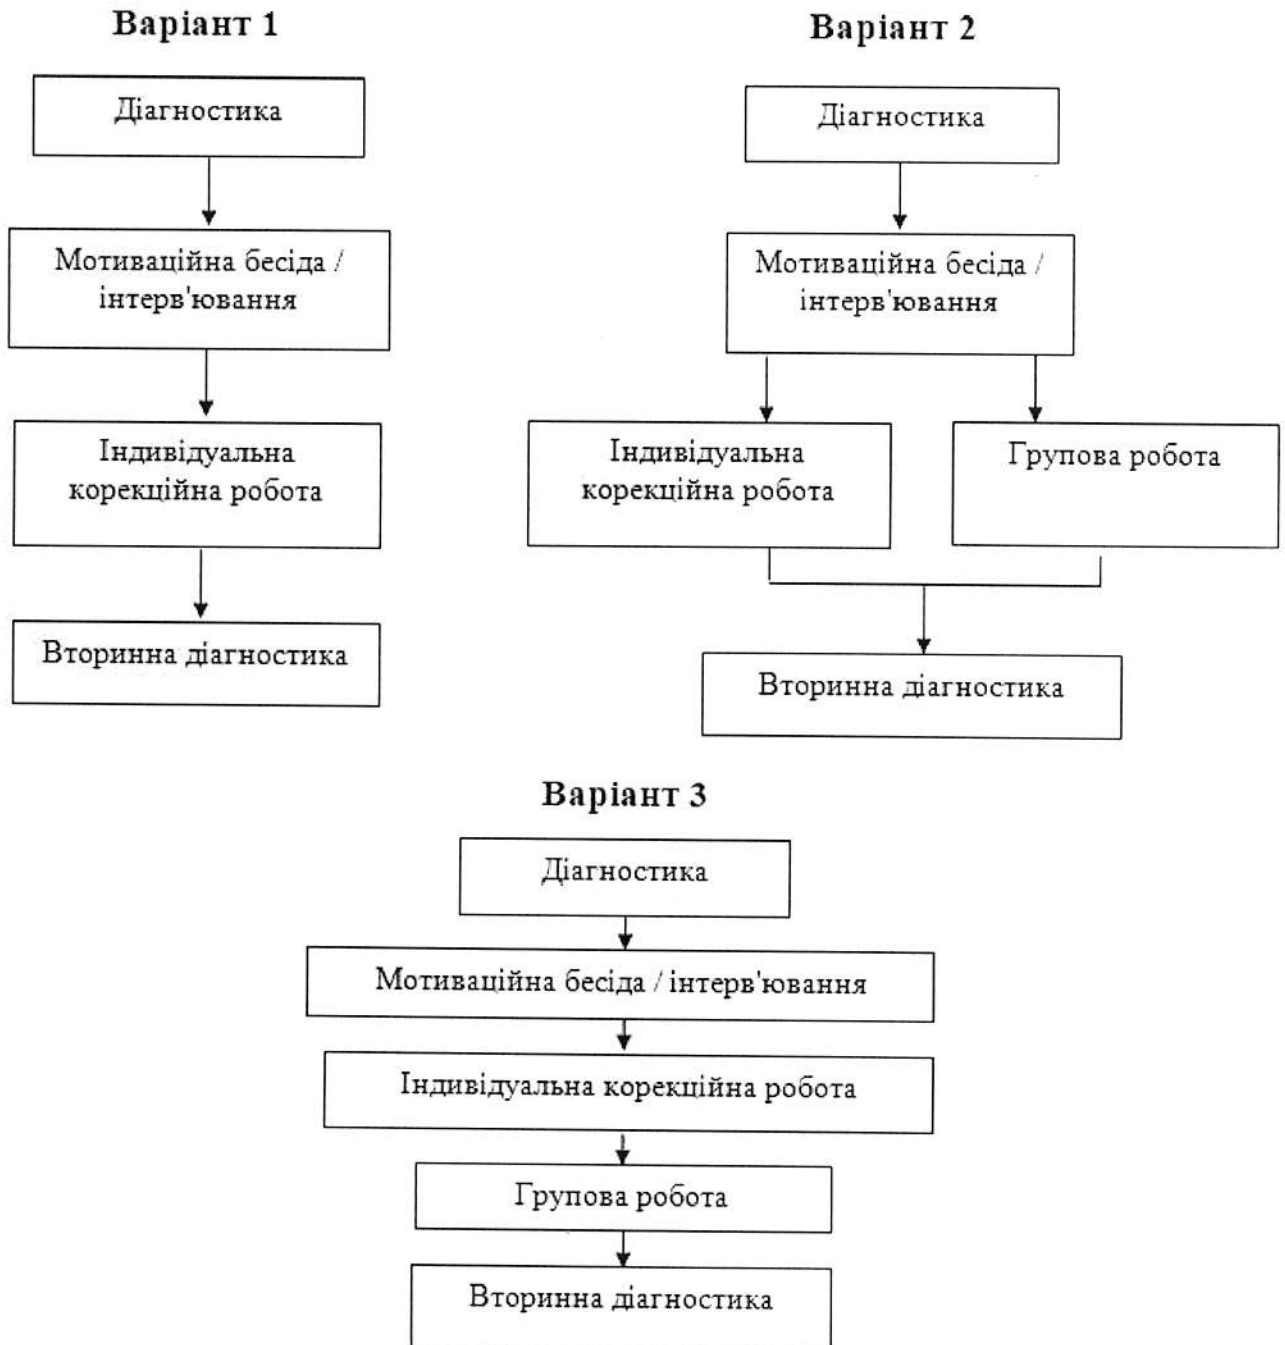 Варіант 1
Діагностика
Мотиваційна бесіда /
інтерв'ювання
Індивідуальна
корекційна робота
Вторинна діагностика
Варіант 2
Діагностика
Мотиваційна бесіда /
інтерв'ювання
Індивідуальна
корекційна робота
Групова робота
Вторинна діагностика
Варіант 3
Діагностика
Мотиваційна бесіда / інтерв'ювання
Індивідуальна корекційна робота
Групова робота
Вторинна діагностика